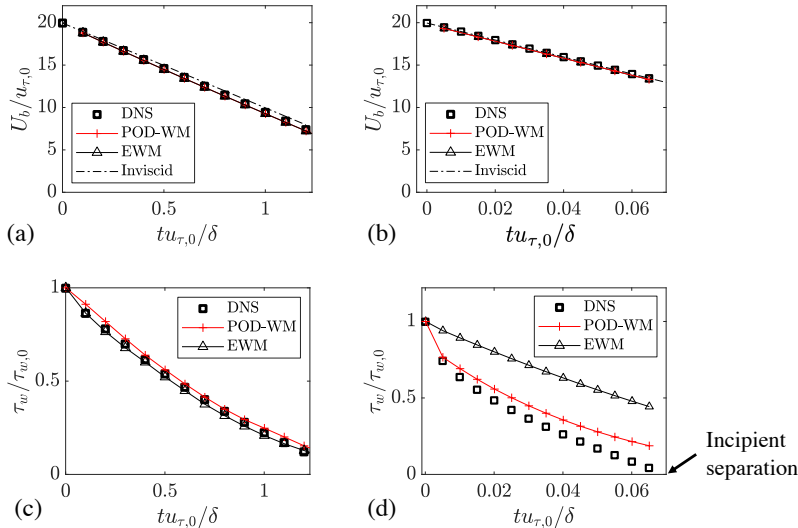 20
15
10
5
0
U_b/u_{τ,0}
DNS
POD-WM
EWM
Inviscid
0 0.5 1
(a)
tu_{τ,0}/δ
20
15
10
5
0
U_b/u_{τ,0}
DNS
POD-WM
EWM
Inviscid
0 0.02 0.04 0.06
(b)
tu_{τ,0}/δ
1
0.5
0
τ_w/τ_{w,0}
DNS
POD-WM
EWM
0 0.5 1
(c)
tu_{τ,0}/δ
1
0.5
0
τ_w/τ_{w,0}
DNS
POD-WM
EWM
0 0.02 0.04 0.06
(d)
tu_{τ,0}/δ
Incipient
separation